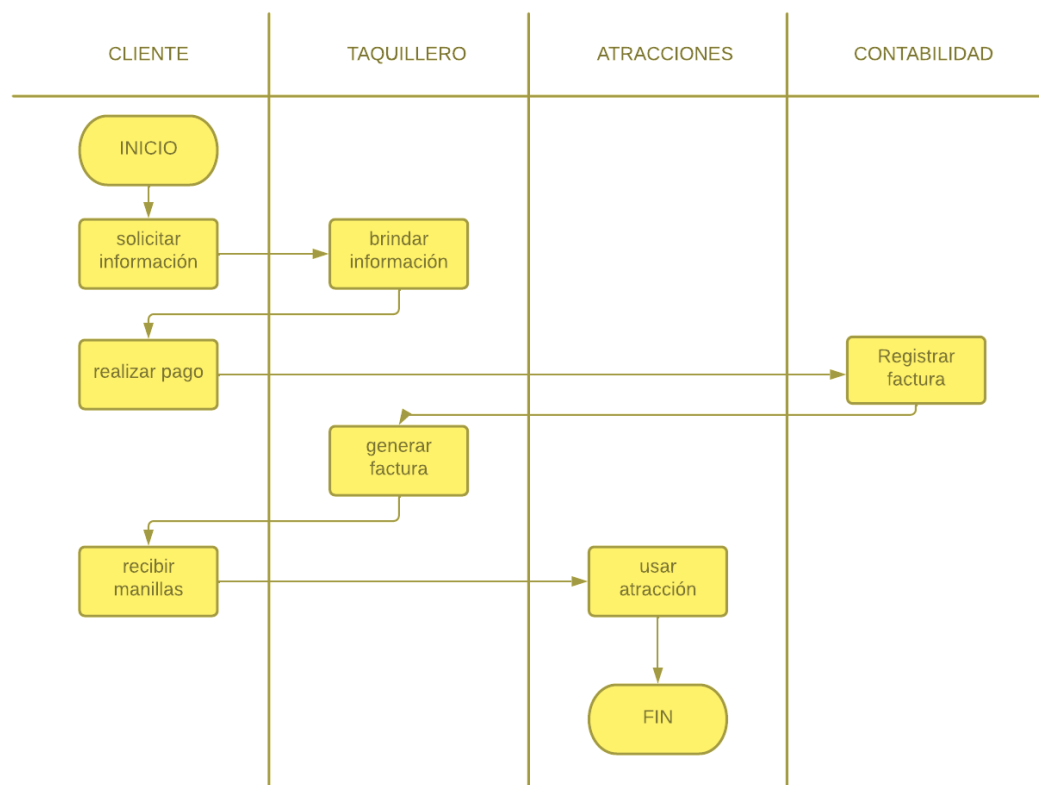 CLIENTE
TAQUILLERO
ATRACCIONES
CONTABILIDAD
INICIO
solicitar
información
brindar
información
realizar pago
Registrar
factura
generar
factura
recibir
manillas
usar
atracción
FIN